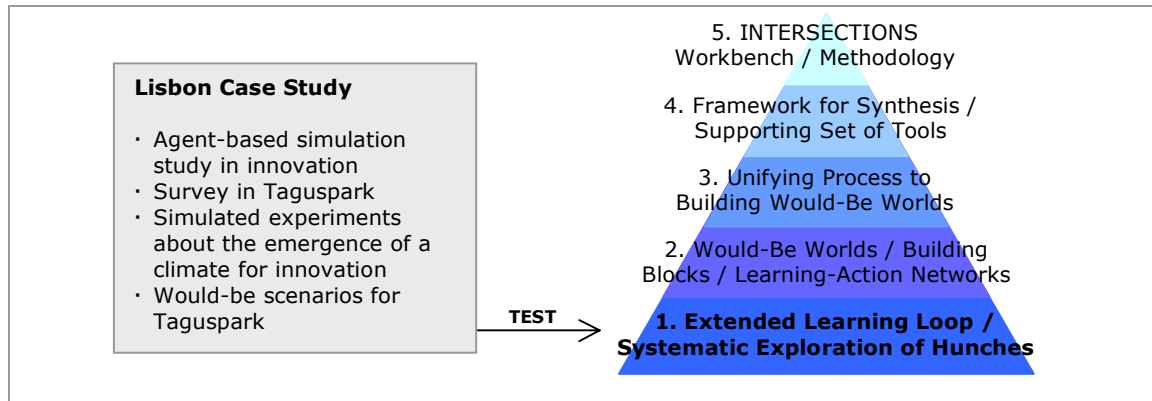 Lisbon Case Study
· Agent-based simulation
study in innovation
· Survey in Taguspark
· Simulated experiments
about the emergence of a
climate for innovation
· Would-be scenarios for
Taguspark
TEST
5. INTERSECTIONS
Workbench / Methodology
4. Framework for Synthesis /
Supporting Set of Tools
3. Unifying Process to
Building Would-Be Worlds
2. Would-Be Worlds / Building
Blocks / Learning-Action Networks
1. Extended Learning Loop /
Systematic Exploration of Hunches